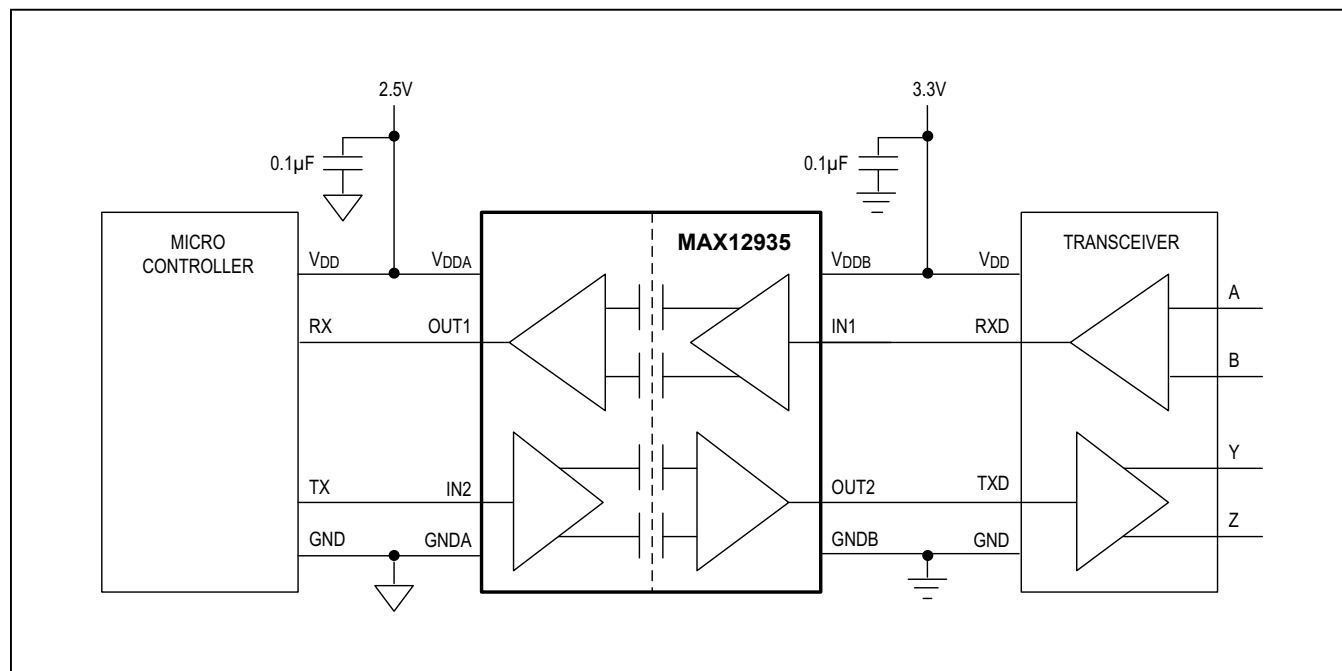 2.5V
3.3V
0.1µF
0.1µF
MICRO
CONTROLLER
MAX12935
TRANSCEIVER
VDD
VDDA
VDDB
VDD
A
RX
OUT1
IN1
RXD
B
Y
TX
IN2
OUT2
TXD
Z
GND
GNDA
GNDB
GND